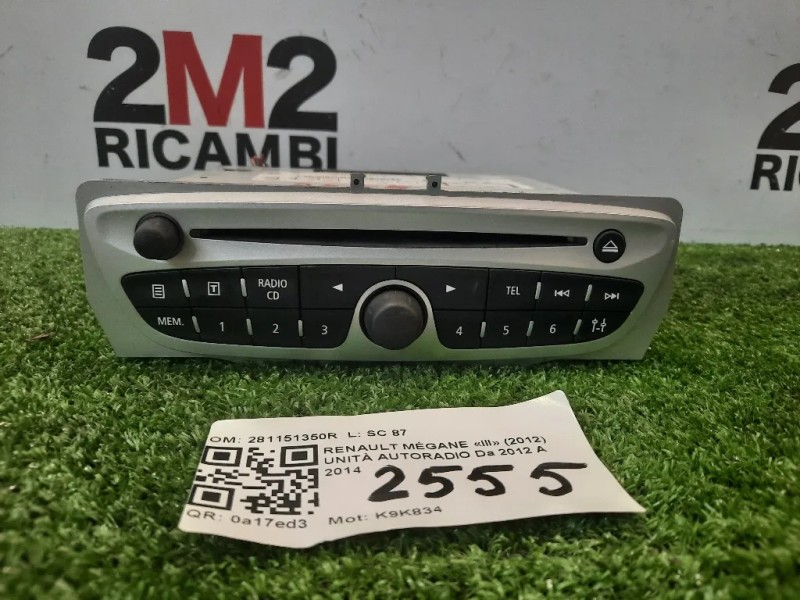 2M2
RICAMBI
2
RI
RADIO
CD
TEL
MEM.
1
2
3
4
5
6
OM: 281151350R L: SC 87
RENAULT MÉGANE «III» (2012)
UNITÀ AUTORADIO Da 2012 A
2014
2555
QR: 0a17ed3 Mot: K9K834